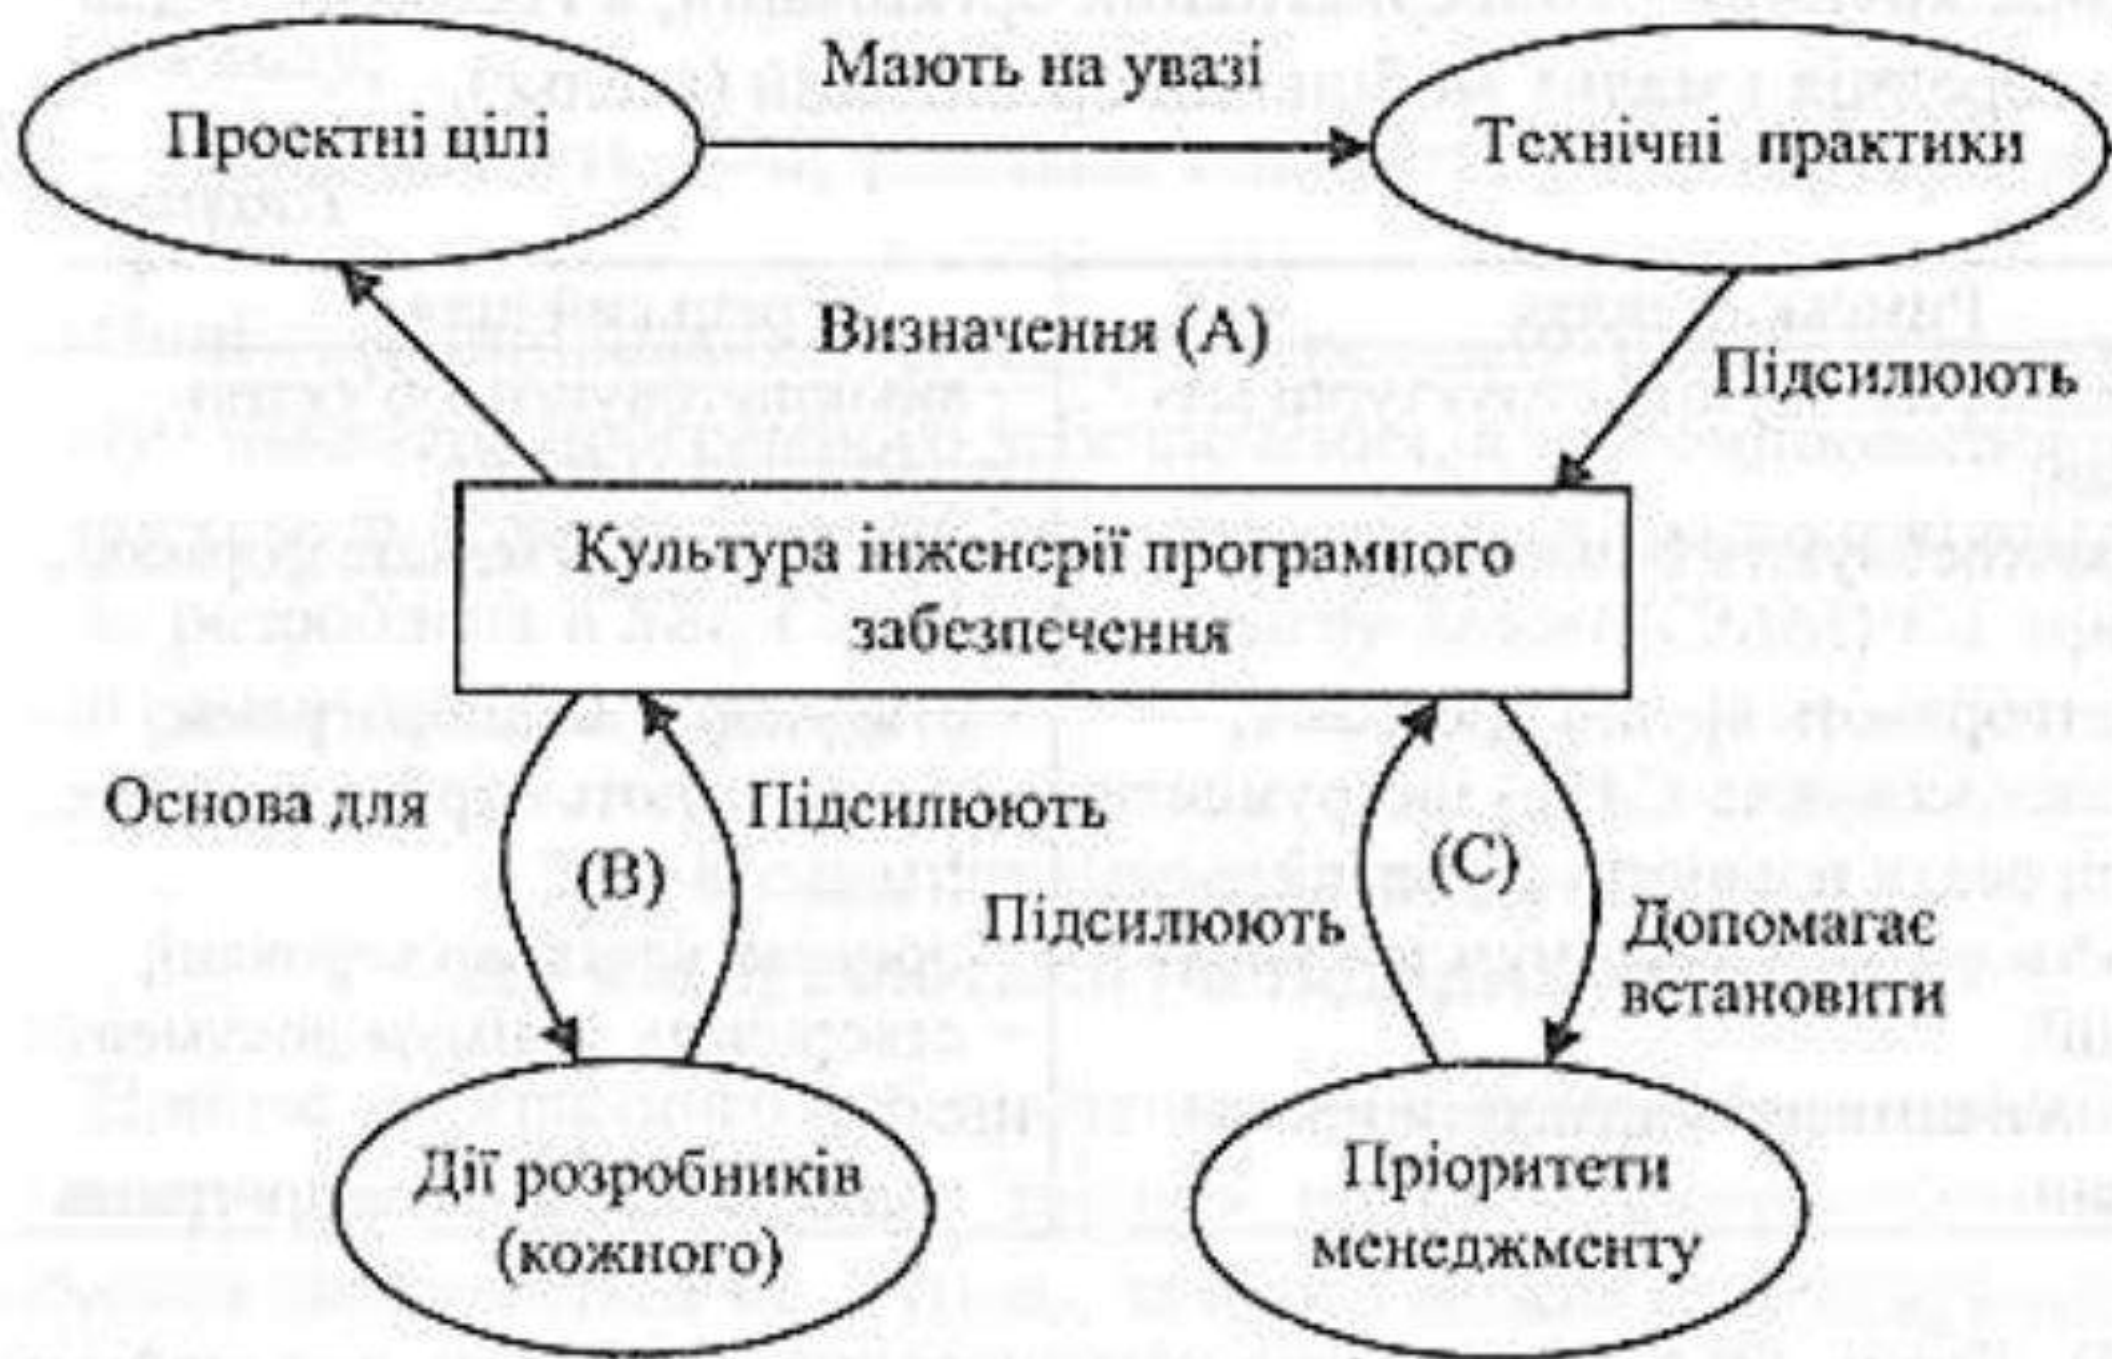 Мають на увазі
Проєктні цілі
Технічні практики
Визначення (А)
Підсилюють
Культура інженерії програмного
забезпечення
Основа для
Підсилюють
(В)
(С)
Підсилюють
Допомагає
встановити
Дії розробників
(кожного)
Пріоритети
менеджменту